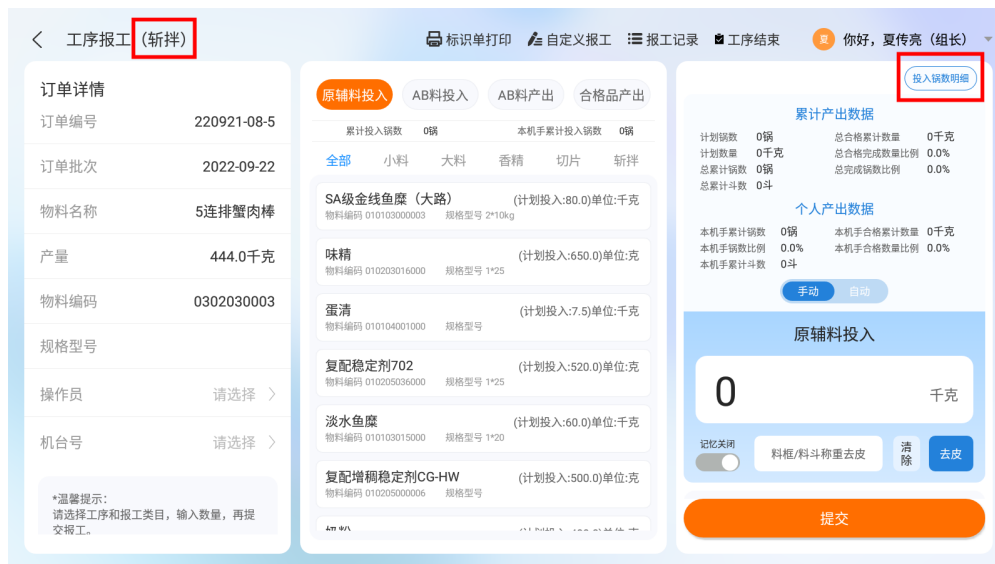 工序报工（斩拌）
标识单打印 自定义报工 报工记录 工序结束 夏 你好，夏传亮（组长）
订单详情
订单编号 220921-08-5
订单批次 2022-09-22
物料名称 5连排蟹肉棒
产量 444.0千克
物料编码 0302030003
规格型号
操作员 请选择
机台号 请选择
*温馨提示：
请选择工序和报工类目，输入数量，再提
交报工。
原辅料投入 AB料投入 AB料产出 合格品产出
累计投入锅数 0锅 本机手累计投入锅数 0锅
全部 小料 大料 香精 切片 斩拌
SA级金线鱼糜（大路） (计划投入:80.0)单位:千克
物料编码 010103000003 规格型号 2*10kg
味精 (计划投入:650.0)单位:克
物料编码 010203016000 规格型号 1*25
蛋清 (计划投入:7.5)单位:千克
物料编码 010104001000 规格型号
复配稳定剂702 (计划投入:520.0)单位:克
物料编码 010205036000 规格型号 1*25
淡水鱼糜 (计划投入:60.0)单位:千克
物料编码 010103015000 规格型号 1*20
复配增稠稳定剂CG-HW (计划投入:500.0)单位:克
物料编码 010205000006 规格型号
投入锅数明细
累计产出数据
计划锅数 0锅 总合格累计数量 0千克
计划数量 0千克 总合格完成数量比例 0.0%
总累计锅数 0锅 总完成锅数比例 0.0%
总累计斗数 0斗
个人产出数据
本机手累计锅数 0锅 本机手合格累计数量 0千克
本机手锅数比例 0.0% 本机手合格数量比例 0.0%
本机手累计斗数 0斗
手动 自动
原辅料投入
0 千克
记忆关闭
料框/料斗称重去皮
清除
去皮
提交